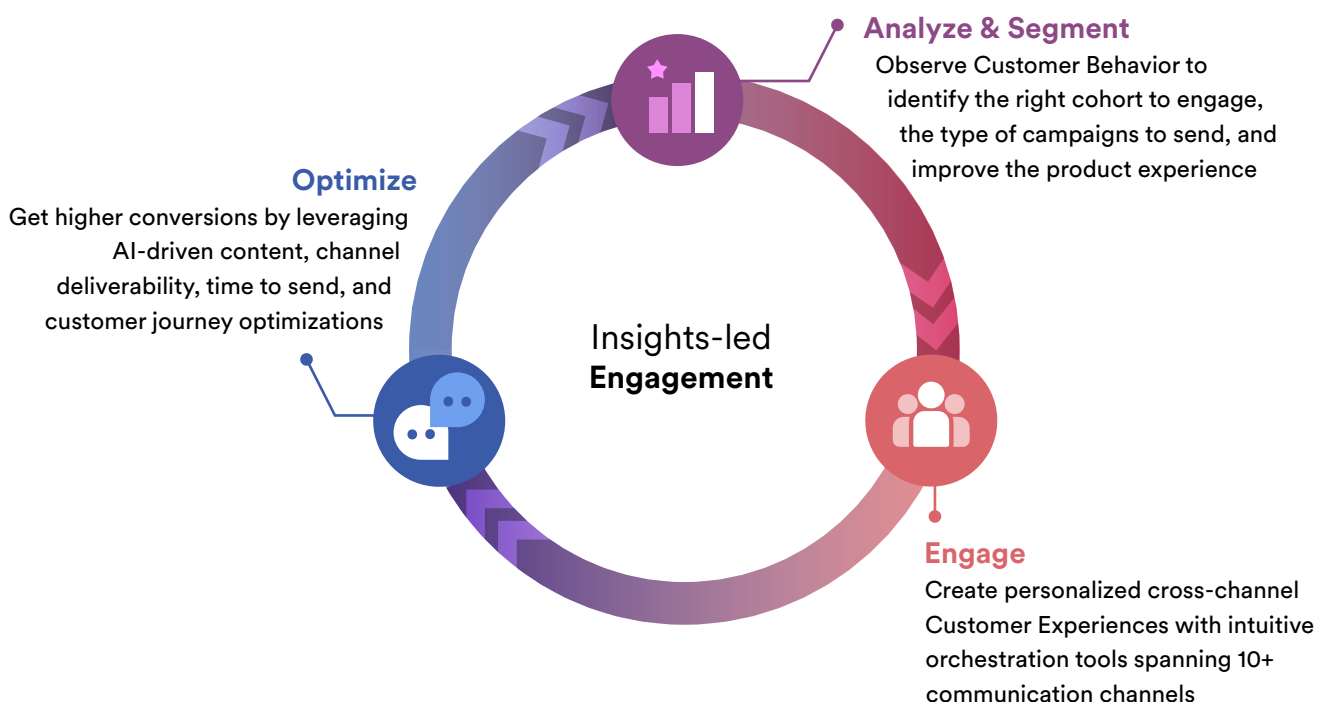 Analyze & Segment
Observe Customer Behavior to
identify the right cohort to engage,
the type of campaigns to send, and
improve the product experience
Optimize
Get higher conversions by leveraging
AI-driven content, channel
deliverability, time to send, and
customer journey optimizations
Insights-led
Engagement
Engage
Create personalized cross-channel
Customer Experiences with intuitive
orchestration tools spanning 10+
communication channels